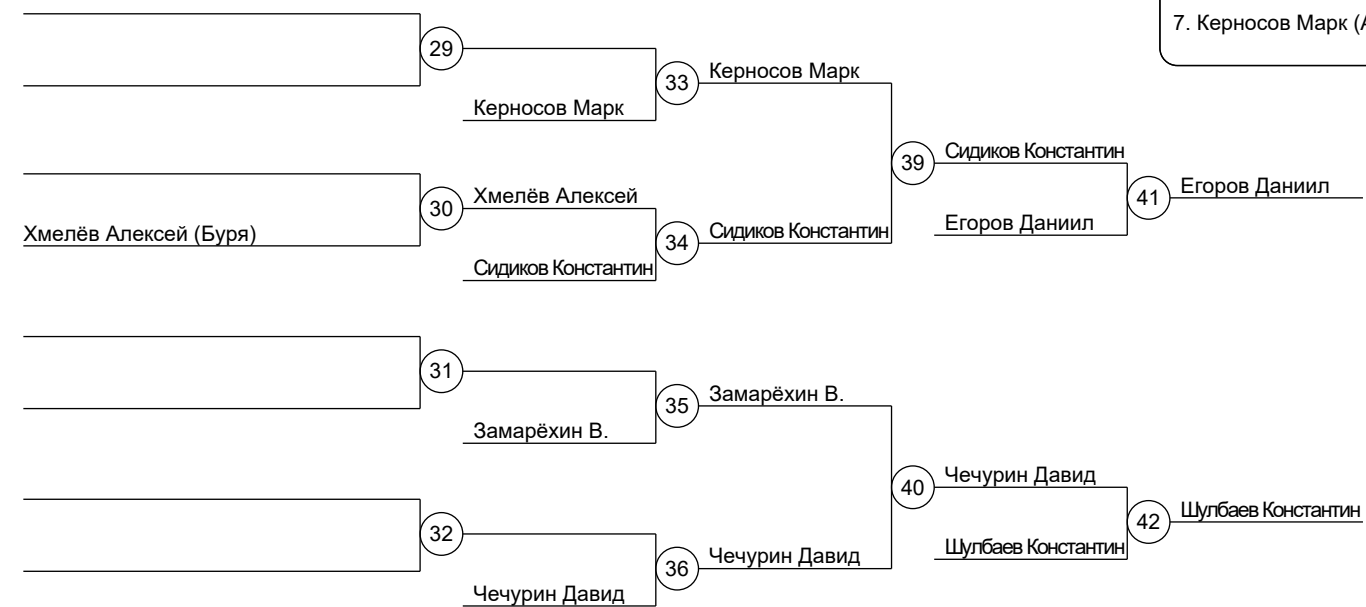 7. Керносов Марк (А
29
33
Керносов Марк
Керносов Марк
39
Сидиков Константин
41
Егоров Даниил
30
Хмелёв Алексей
Хмелёв Алексей (Буря)
34
Сидиков Константин
Егоров Даниил
Сидиков Константин
31
35
Замарёхин В.
Замарёхин В.
40
Чечурин Давид
42
Шулбаев Константин
32
Шулбаев Константин
36
Чечурин Давид
Чечурин Давид